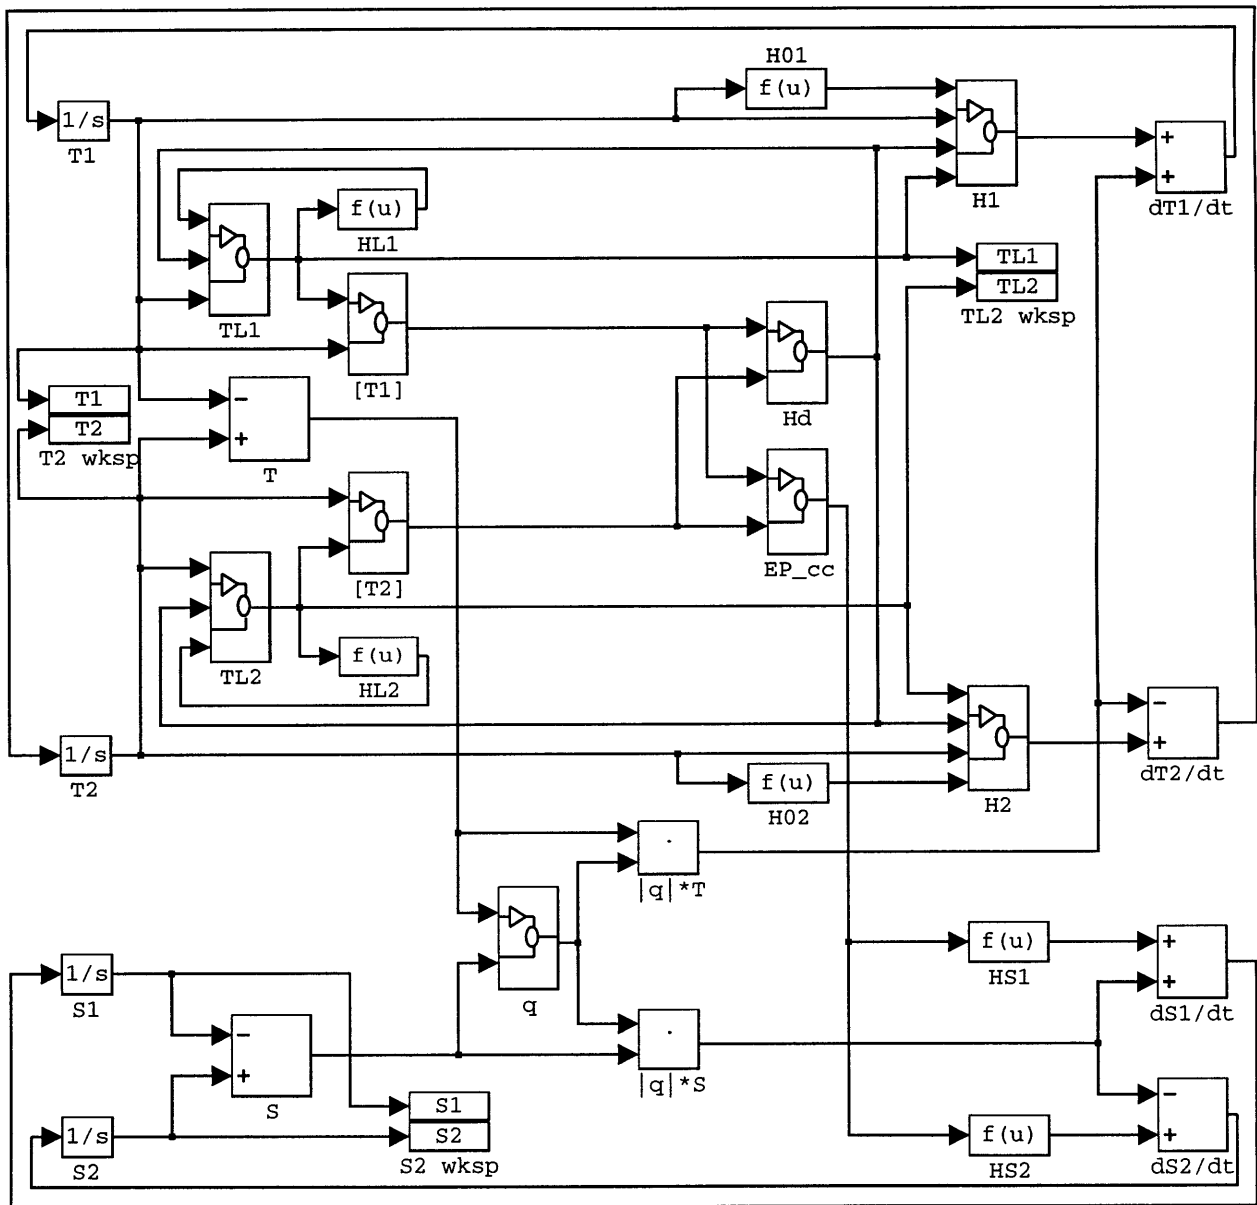 H01
f(u)
1/s
T1
H1
+
+
dT1/dt
f(u)
HL1
TL1
TL1
TL2
TL2 wksp
[T1]
Hd
T1
T2
T2 wksp
-
+
T
[T2]
EP_cc
TL2
f(u)
HL2
1/s
T2
f(u)
H02
H2
-
+
dT2/dt
.
|q|*T
q
f(u)
HS1
+
+
dS1/dt
1/s
S1
-
+
S
.
|q|*S
S1
S2
S2 wksp
1/s
S2
f(u)
HS2
-
+
dS2/dt